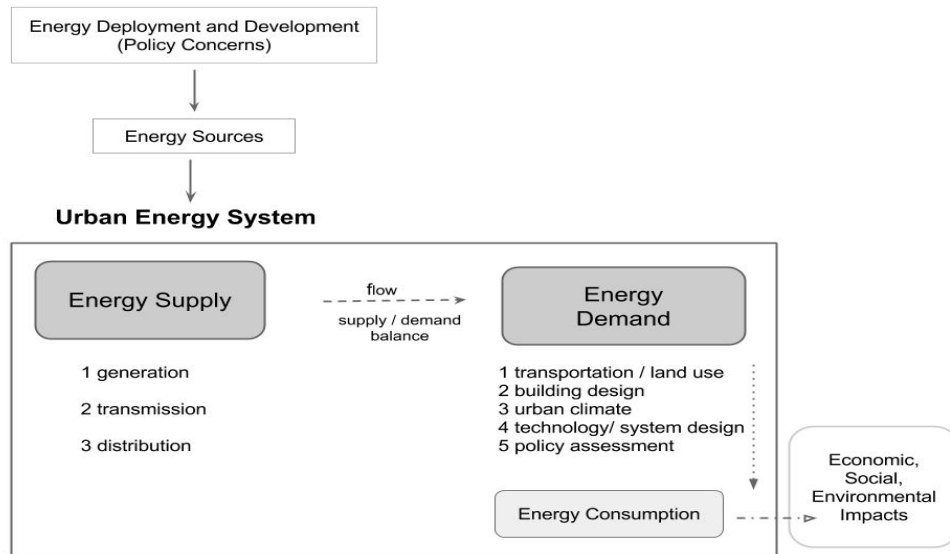 Energy Deployment and Development
(Policy Concerns)
Energy Sources
Urban Energy System
Energy Supply
flow
supply / demand
balance
Energy
Demand
1 generation
2 transmission
3 distribution
1 transportation / land use
2 building design
3 urban climate
4 technology/ system design
5 policy assessment
Energy Consumption
Economic,
Social,
Environmental
Impacts